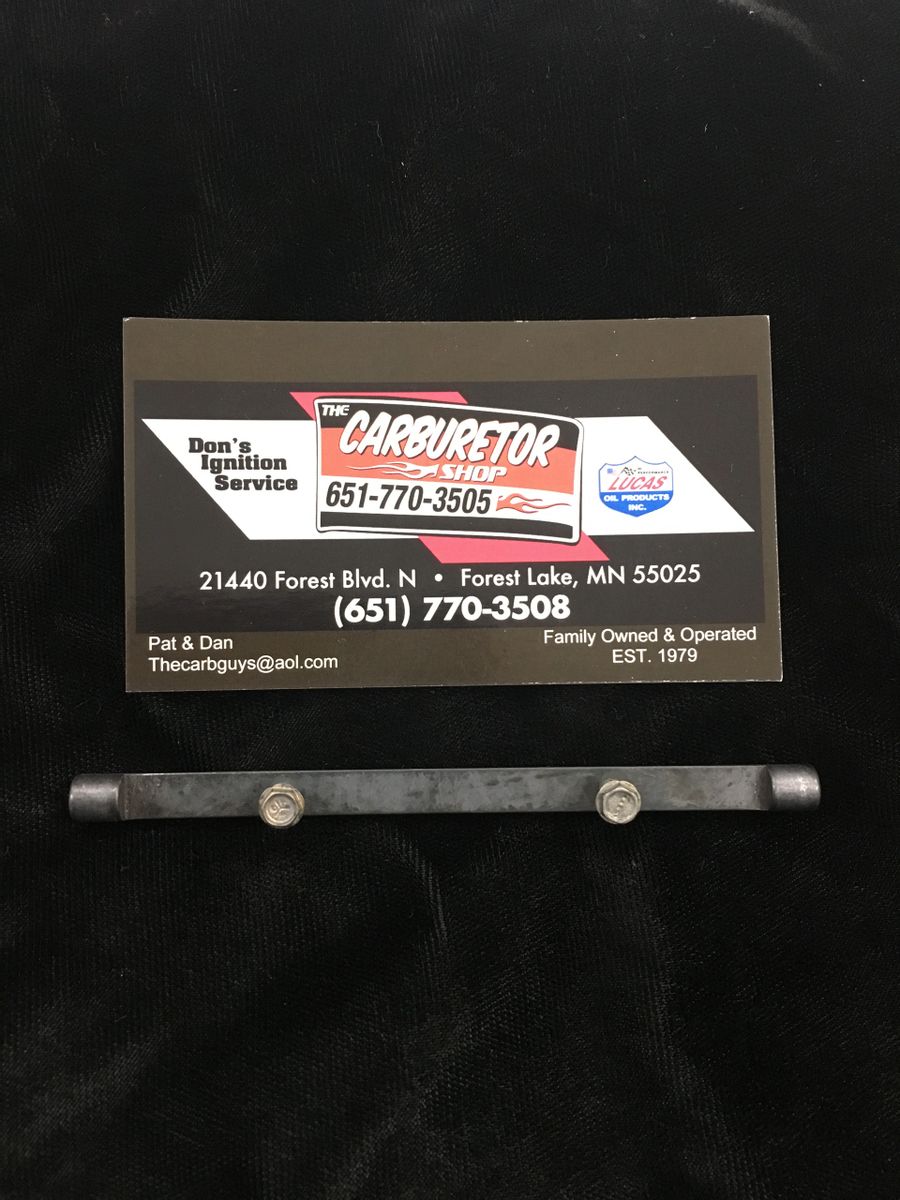 Don's
Ignition
Service
THE
CARBURETOR
SHOP
651-770-3505
PERFORMANCE
LUCAS
OIL PRODUCTS
INC.
21440 Forest Blvd. N • Forest Lake, MN 55025
(651) 770-3508
Pat & Dan
Thecarbguys@aol.com
Family Owned & Operated
EST. 1979